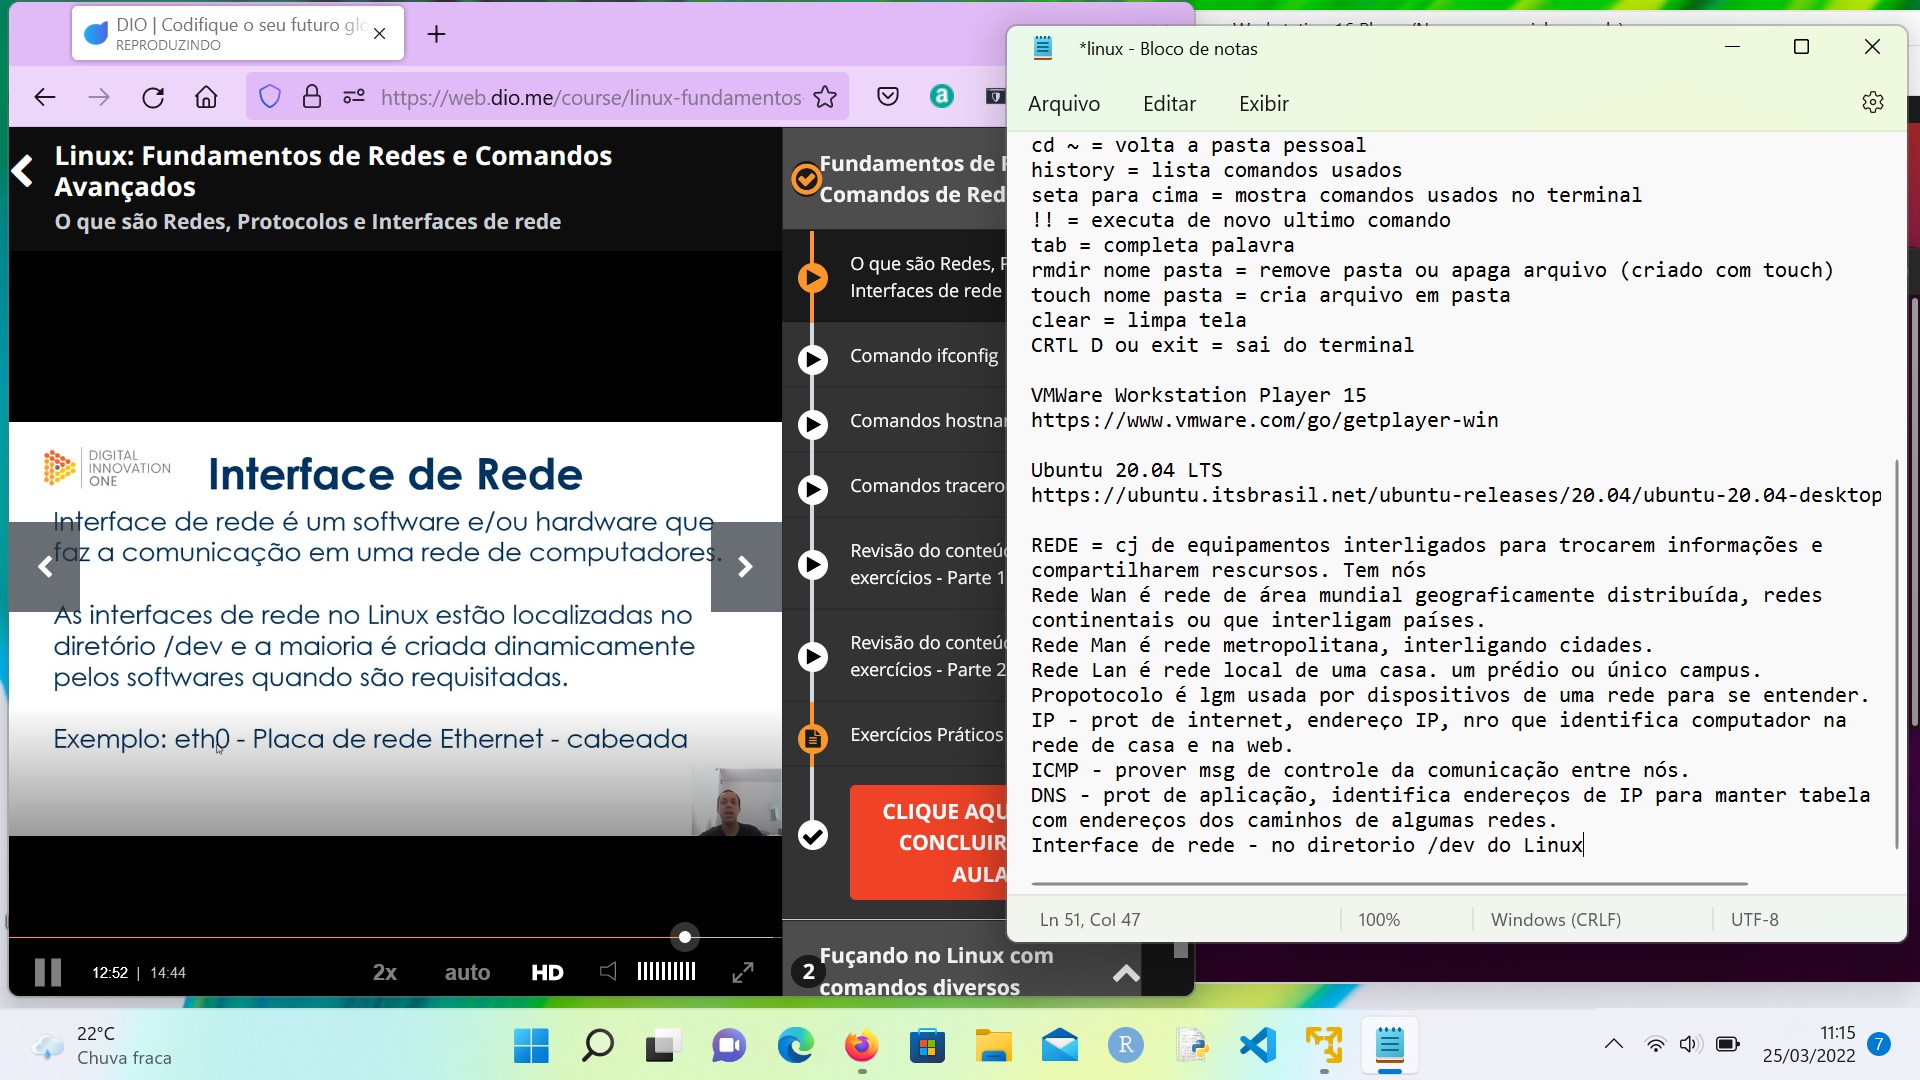 DIO | Codifique o seu futuro glo
REPRODUZINDO
https://web.dio.me/course/linux-fundamentos
Linux: Fundamentos de Redes e Comandos
Avançados
O que são Redes, Protocolos e Interfaces de rede
DIGITAL
INNOVATION
ONE
Interface de Rede
Interface de rede é um software e/ou hardware que
faz a comunicação em uma rede de computadores.
As interfaces de rede no Linux estão localizadas no
diretório /dev e a maioria é criada dinamicamente
pelos softwares quando são requisitadas.
Exemplo: eth0 - Placa de rede Ethernet - cabeada
12:52 | 14:44
2x
auto
HD
Fundamentos de R
Comandos de Red
O que são Redes, P
Interfaces de rede
Comando ifconfig
Comandos hostnar
Comandos tracero
Revisão do conteúd
exercícios - Parte 1
Revisão do conteúd
exercícios - Parte 2
Exercícios Práticos
CLIQUE AQU
CONCLUIR
AULA
2
Fuçando no Linux com
comandos diversos
*linux - Bloco de notas
Arquivo
Editar
Exibir
cd ~ = volta a pasta pessoal
history = lista comandos usados
seta para cima = mostra comandos usados no terminal
!! = executa de novo ultimo comando
tab = completa palavra
rmdir nome pasta = remove pasta ou apaga arquivo (criado com touch)
touch nome pasta = cria arquivo em pasta
clear = limpa tela
CRTL D ou exit = sai do terminal
VMWare Workstation Player 15
https://www.vmware.com/go/getplayer-win
Ubuntu 20.04 LTS
https://ubuntu.itsbrasil.net/ubuntu-releases/20.04/ubuntu-20.04-desktop
REDE = cj de equipamentos interligados para trocarem informações e
compartilharem rescursos. Tem nós
Rede Wan é rede de área mundial geograficamente distribuída, redes
continentais ou que interligam países.
Rede Man é rede metropolitana, interligando cidades.
Rede Lan é rede local de uma casa. um prédio ou único campus.
Propotocolo é lgm usada por dispositivos de uma rede para se entender.
IP - prot de internet, endereço IP, nro que identifica computador na
rede de casa e na web.
ICMP - prover msg de controle da comunicação entre nós.
DNS - prot de aplicação, identifica endereços de IP para manter tabela
com endereços dos caminhos de algumas redes.
Interface de rede - no diretorio /dev do Linux
Ln 51, Col 47
100%
Windows (CRLF)
UTF-8
22°C
Chuva fraca
11:15
25/03/2022
7